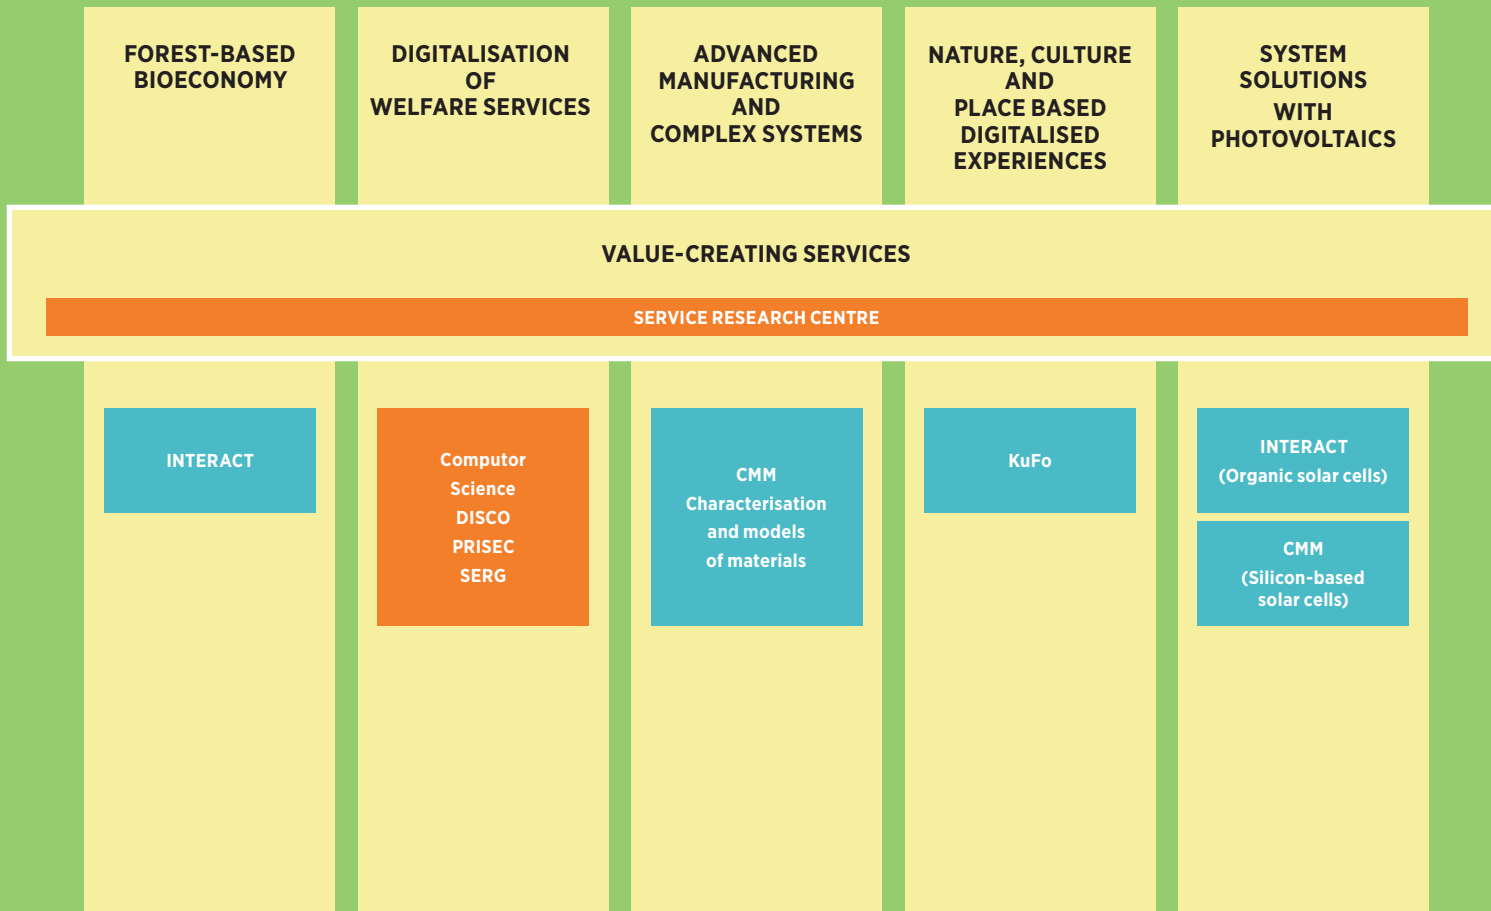 FOREST-BASED
BIOECONOMY
DIGITALISATION
OF
WELFARE SERVICES
ADVANCED
MANUFACTURING
AND
COMPLEX SYSTEMS
NATURE, CULTURE
AND
PLACE BASED
DIGITALISED
EXPERIENCES
SYSTEM
SOLUTIONS
WITH
PHOTOVOLTAICS
VALUE-CREATING SERVICES
SERVICE RESEARCH CENTRE
INTERACT
Computor
Science
DISCO
PRISEC
SERG
CMM
Characterisation
and models
of materials
KuFo
INTERACT
(Organic solar cells)
CMM
(Silicon-based
solar cells)